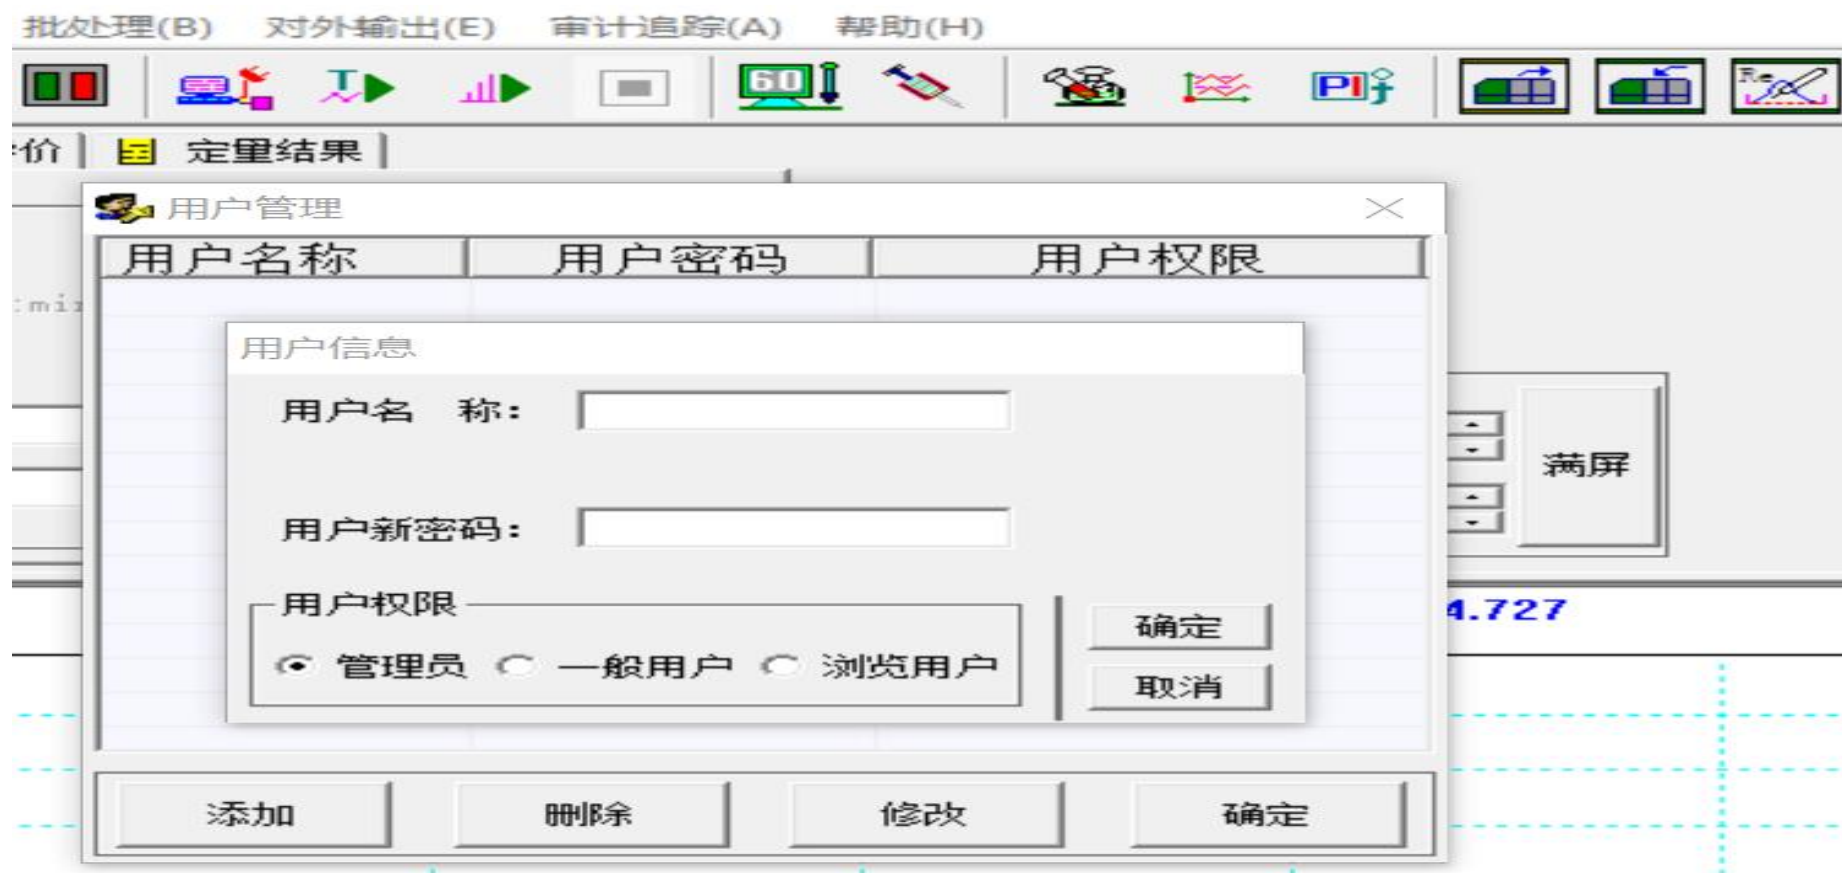 批处理(B) 对外输出(E) 审计追踪(A) 帮助(H)
60 PI Re
价 定量结果
用户管理
用户名称 用户密码 用户权限
:mi
用户信息
用户名 称:
满屏
用户新密码:
用户权限
确定
4.727
管理员 一般用户 浏览用户
取消
添加 删除 修改 确定